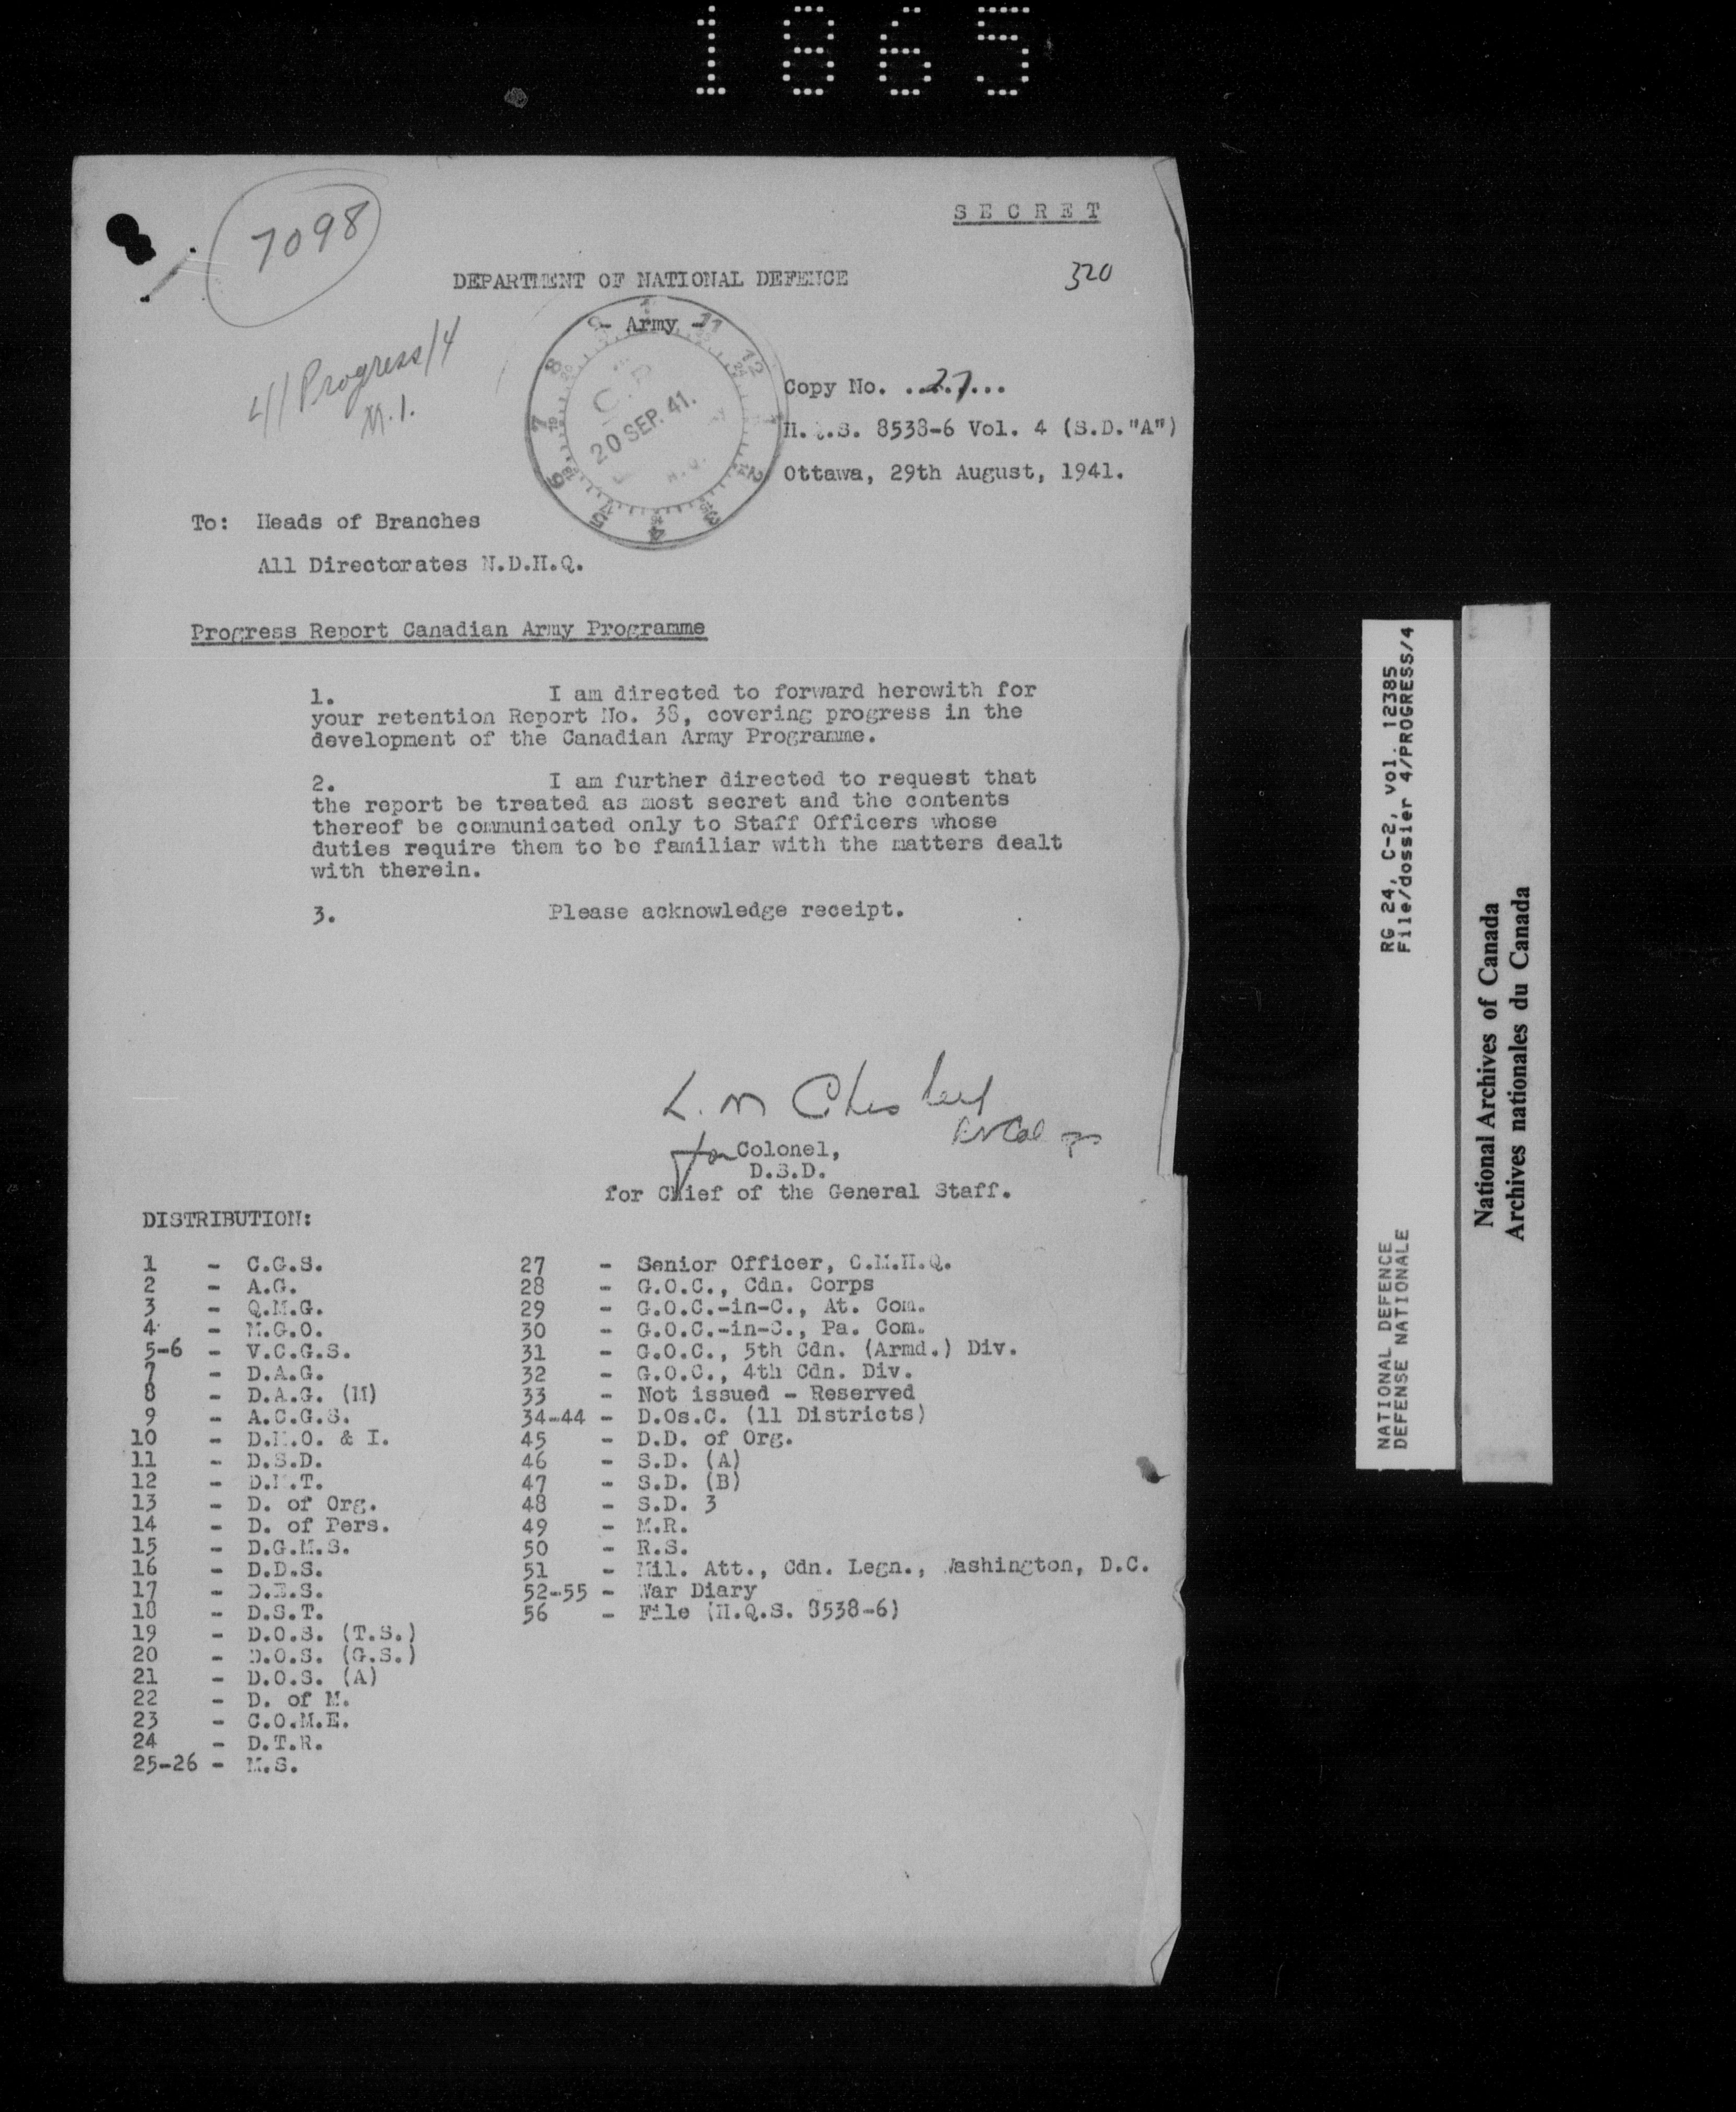 1865
7098
SECRET
320
DEPARTMENT OF NATIONAL DEFENCE
- Army -
4/Progress/4
20 SEP. 41.
Copy No. ..27...
H.Q.S. 8538-6 Vol. 4 (S.D."A")
Ottawa, 29th August, 1941.
To: Heads of Branches
All Directorates N.D.H.Q.
Progress Report Canadian Army Programme
1. I am directed to forward herewith for
your retention Report No. 38, covering progress in the
development of the Canadian Army Programme.
2. I am further directed to request that
the report be treated as most secret and the contents
thereof be communicated only to Staff Officers whose
duties require them to be familiar with the matters dealt
with therein.
3. Please acknowledge receipt.
L. M Chesley
for Colonel,
D.S.D.
for Chief of the General Staff.
DISTRIBUTION:
1 - C.G.S.
2 - A.G.
3 - Q.M.G.
4 - M.G.O.
5-6 - V.C.G.S.
7 - D.A.G.
8 - D.A.G. (M)
9 - A.C.G.S.
10 - D.M.O. & I.
11 - D.S.D.
12 - D.M.T.
13 - D. of Org.
14 - D. of Pers.
15 - D.G.M.S.
16 - D.D.S.
17 - D.E.S.
18 - D.S.T.
19 - D.O.S. (T.S.)
20 - D.O.S. (G.S.)
21 - D.O.S. (A)
22 - D. of M.
23 - C.O.M.E.
24 - D.T.R.
25-26 - M.S.
27 - Senior Officer, C.M.H.Q.
28 - G.O.C., Cdn. Corps
29 - G.O.C.-in-C., At. Com.
30 - G.O.C.-in-C., Pa. Com.
31 - G.O.C., 5th Cdn. (Armd.) Div.
32 - G.O.C., 4th Cdn. Div.
33 - Not issued - Reserved
34-44 - D.Os.C. (11 Districts)
45 - D.D. of Org.
46 - S.D. (A)
47 - S.D. (B)
48 - S.D. 3
49 - M.R.
50 - R.S.
51 - Mil. Att., Cdn. Legn., Washington, D.C.
52-55 - War Diary
56 - File (H.Q.S. 8538-6)
NATIONAL DEFENCE RG 24, C-2, vol. 12385
DEFENSE NATIONALE File/dossier 4/PROGRESS/4
National Archives of Canada
Archives nationales du Canada